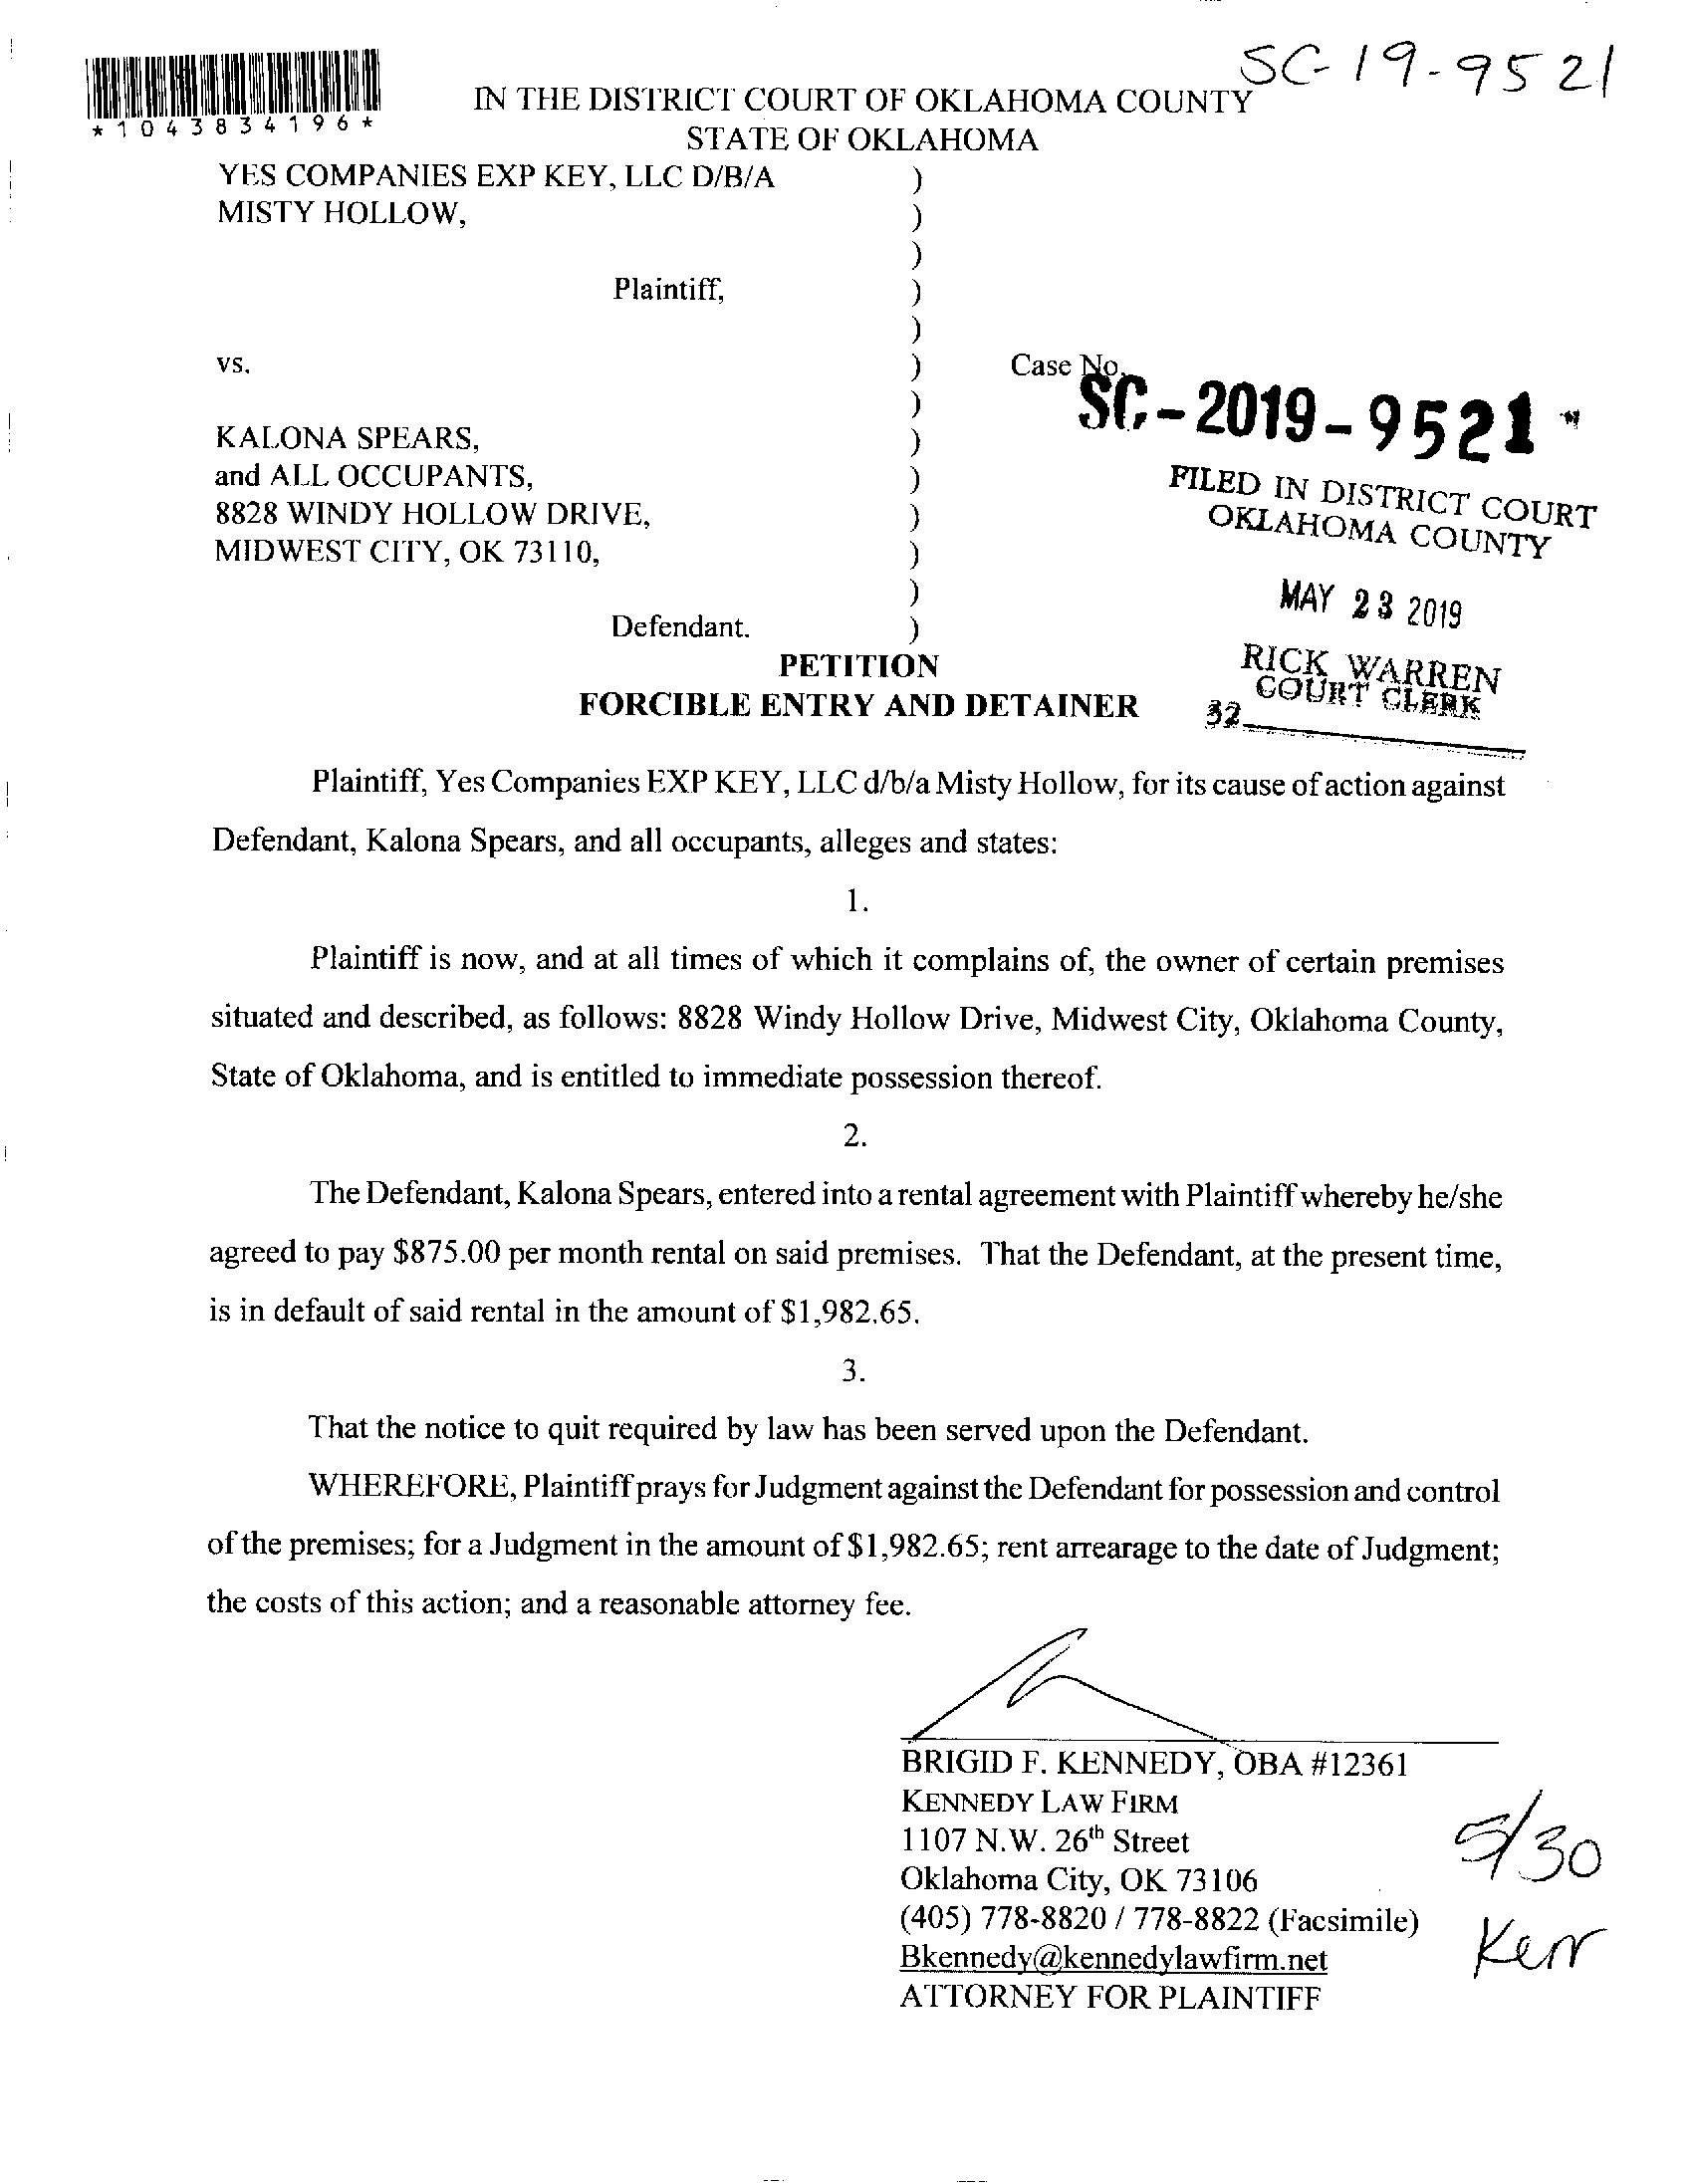 SC-19-9521
*1043834196*
IN THE DISTRICT COURT OF OKLAHOMA COUNTY
STATE OF OKLAHOMA
YES COMPANIES EXP KEY, LLC D/B/A )
MISTY HOLLOW, )
)
Plaintiff, )
)
vs. ) Case No.
) SC-2019-9521
KALONA SPEARS, )
and ALL OCCUPANTS, )
8828 WINDY HOLLOW DRIVE, )
MIDWEST CITY, OK 73110, )
)
Defendant. )
FILED IN DISTRICT COURT
OKLAHOMA COUNTY
MAY 23 2019
RICK WARREN
COURT CLERK
32
PETITION
FORCIBLE ENTRY AND DETAINER
Plaintiff, Yes Companies EXP KEY, LLC d/b/a Misty Hollow, for its cause of action against
Defendant, Kalona Spears, and all occupants, alleges and states:
1.
Plaintiff is now, and at all times of which it complains of, the owner of certain premises
situated and described, as follows: 8828 Windy Hollow Drive, Midwest City, Oklahoma County,
State of Oklahoma, and is entitled to immediate possession thereof.
2.
The Defendant, Kalona Spears, entered into a rental agreement with Plaintiff whereby he/she
agreed to pay $875.00 per month rental on said premises. That the Defendant, at the present time,
is in default of said rental in the amount of $1,982.65.
3.
That the notice to quit required by law has been served upon the Defendant.
WHEREFORE, Plaintiff prays for Judgment against the Defendant for possession and control
of the premises; for a Judgment in the amount of $1,982.65; rent arrearage to the date of Judgment;
the costs of this action; and a reasonable attorney fee.
BRIGID F. KENNEDY, OBA #12361
KENNEDY LAW FIRM
1107 N.W. 26th Street
Oklahoma City, OK 73106
(405) 778-8820 / 778-8822 (Facsimile)
Bkennedy@kennedylawfirm.net
ATTORNEY FOR PLAINTIFF
5/30
Kerr